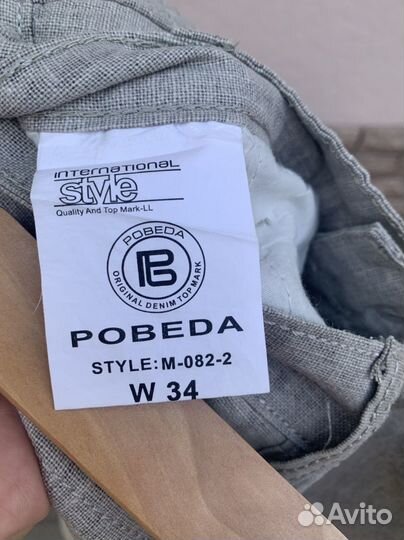 International
style
Quality And Top Mark-LL
POBEDA
PB
ORIGINAL DENIM TOP MARK
POBEDA
STYLE: M-082-2
W 34
Avito